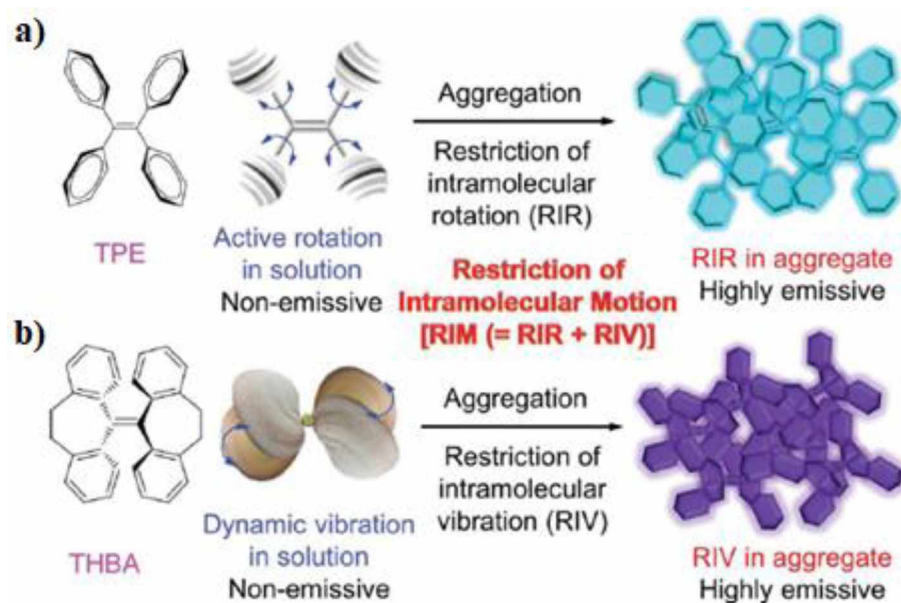 a)
TPE
Active rotation
in solution
Non-emissive
Aggregation
Restriction of
intramolecular
rotation (RIR)
RIR in aggregate
Highly emissive
Restriction of
Intramolecular Motion
[RIM (= RIR + RIV)]
b)
THBA
Dynamic vibration
in solution
Non-emissive
Aggregation
Restriction of
intramolecular
vibration (RIV)
RIV in aggregate
Highly emissive